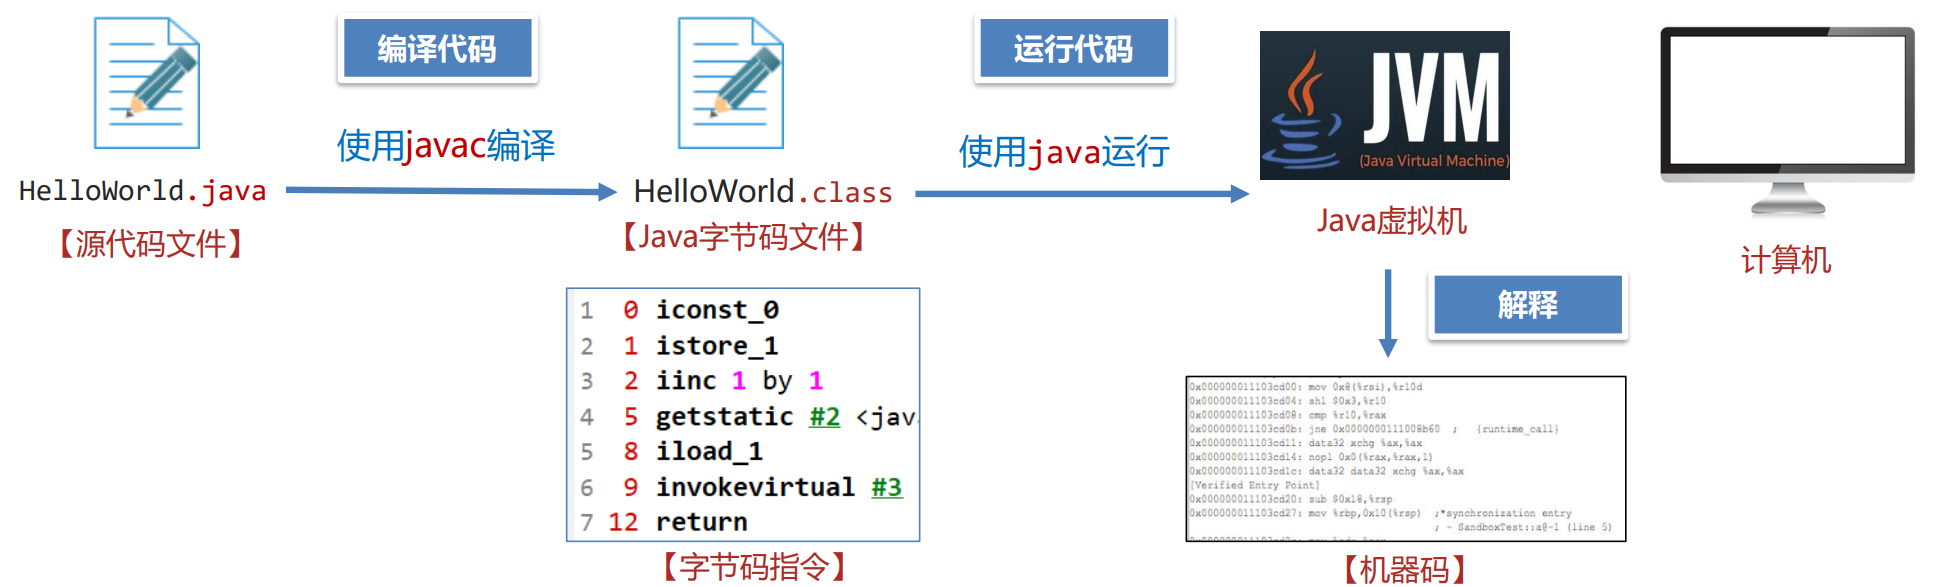 编译代码
运行代码
JVM
(Java Virtual Machine)
使用javac编译
使用java运行
HelloWorld.java
HelloWorld.class
【源代码文件】
【Java字节码文件】
Java虚拟机
计算机
解释
1 0 iconst_0
2 1 istore_1
3 2 iinc 1 by 1
4 5 getstatic #2 <jav
5 8 iload_1
6 9 invokevirtual #3
7 12 return
【字节码指令】
0x000000011103cd00: mov 0x8(%rsi),%r10d
0x000000011103cd04: shl $0x3,%r10
0x000000011103cd08: cmp %r10,%rax
0x000000011103cd0b: jne 0x0000000111008b60 ; {runtime_call}
0x000000011103cd11: data32 xchg %ax,%ax
0x000000011103cd14: nopl 0x0(%rax,%rax,1)
0x000000011103cd1c: data32 data32 xchg %ax,%ax
[Verified Entry Point]
0x000000011103cd20: sub $0x18,%rsp
0x000000011103cd27: mov %rbp,0x10(%rsp) ;*synchronization entry
; - SandboxTest::a@-1 (line 5)
【机器码】